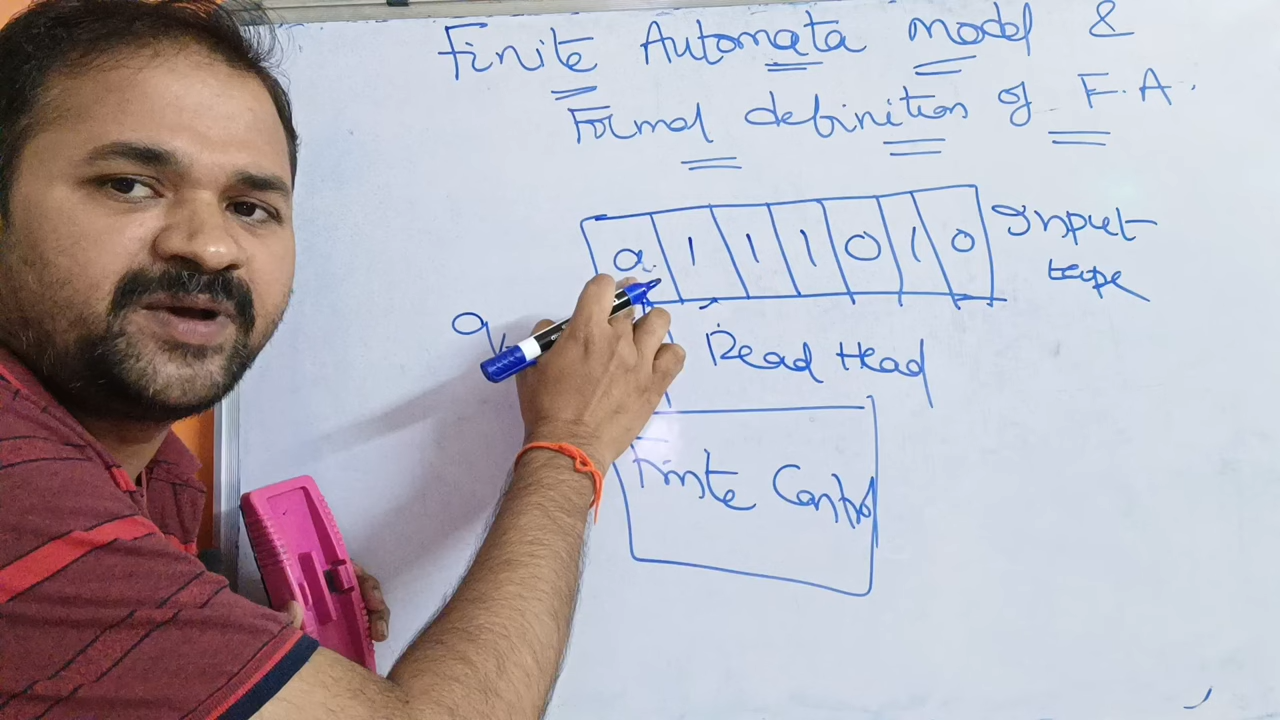 Finite Automata model &
Formal definition of F.A.
a 1 1 1 0 1 0
Input
tape
q
Read Head
Finite Control